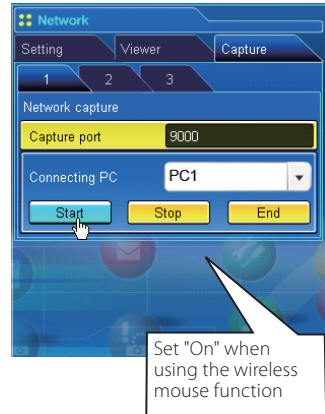 Network
Setting Viewer Capture
1 2 3
Network capture
Capture port 9000
Connecting PC PC1
Start Stop End
Set "On" when
using the wireless
mouse function